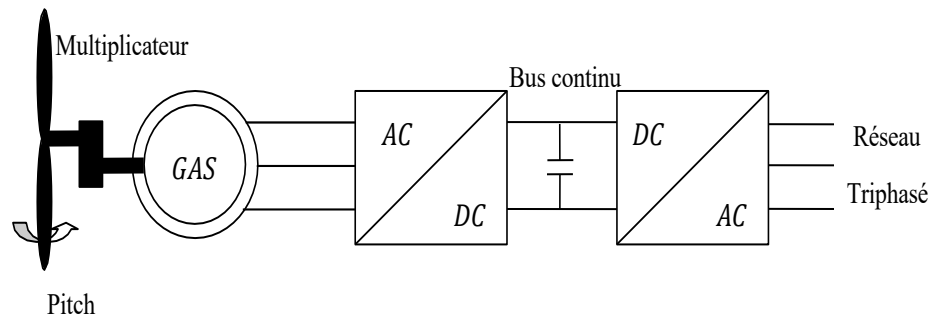 Multiplicateur
Bus continu
GAS
AC
DC
DC
AC
Réseau
Triphasé
Pitch